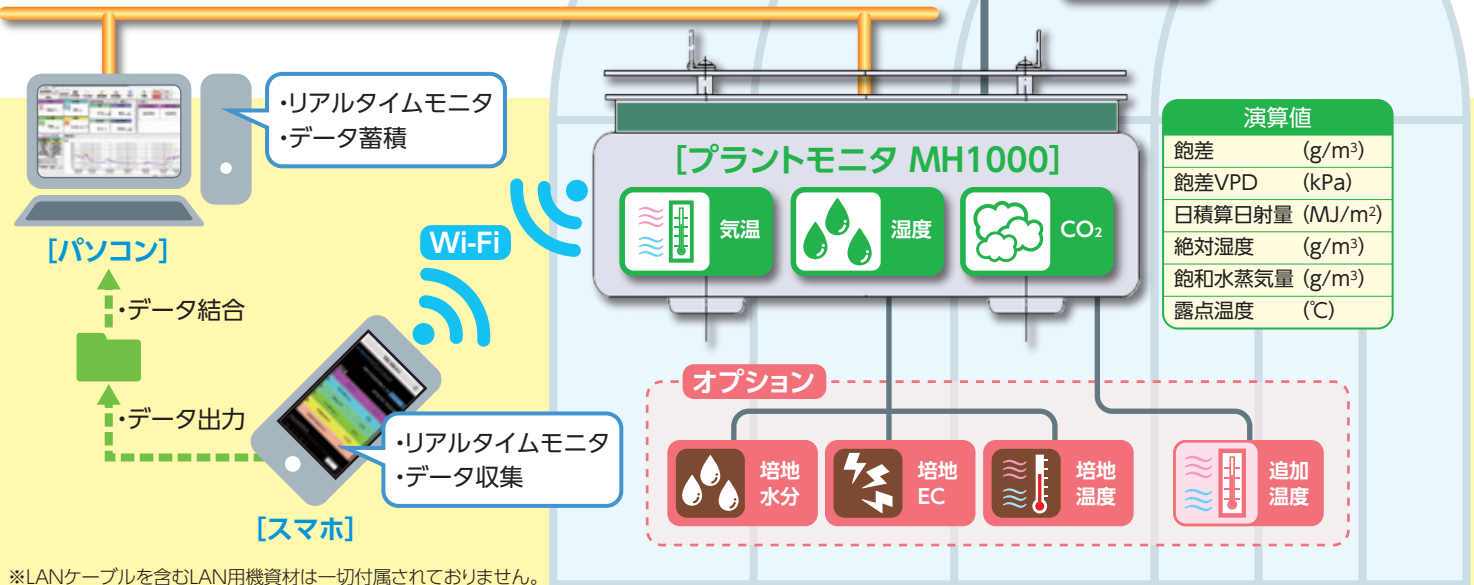 ・リアルタイムモニタ
・データ蓄積
[パソコン]
・データ結合
・データ出力
Wi-Fi
・リアルタイムモニタ
・データ収集
[スマホ]
[プラントモニタ MH1000]
気温
湿度
CO₂
演算値
飽差 (g/m³)
飽差VPD (kPa)
日積算日射量 (MJ/m²)
絶対湿度 (g/m³)
飽和水蒸気量 (g/m³)
露点温度 (℃)
オプション
培地
水分
培地
EC
培地
温度
追加
温度
※LANケーブルを含むLAN用機資材は一切付属されておりません。